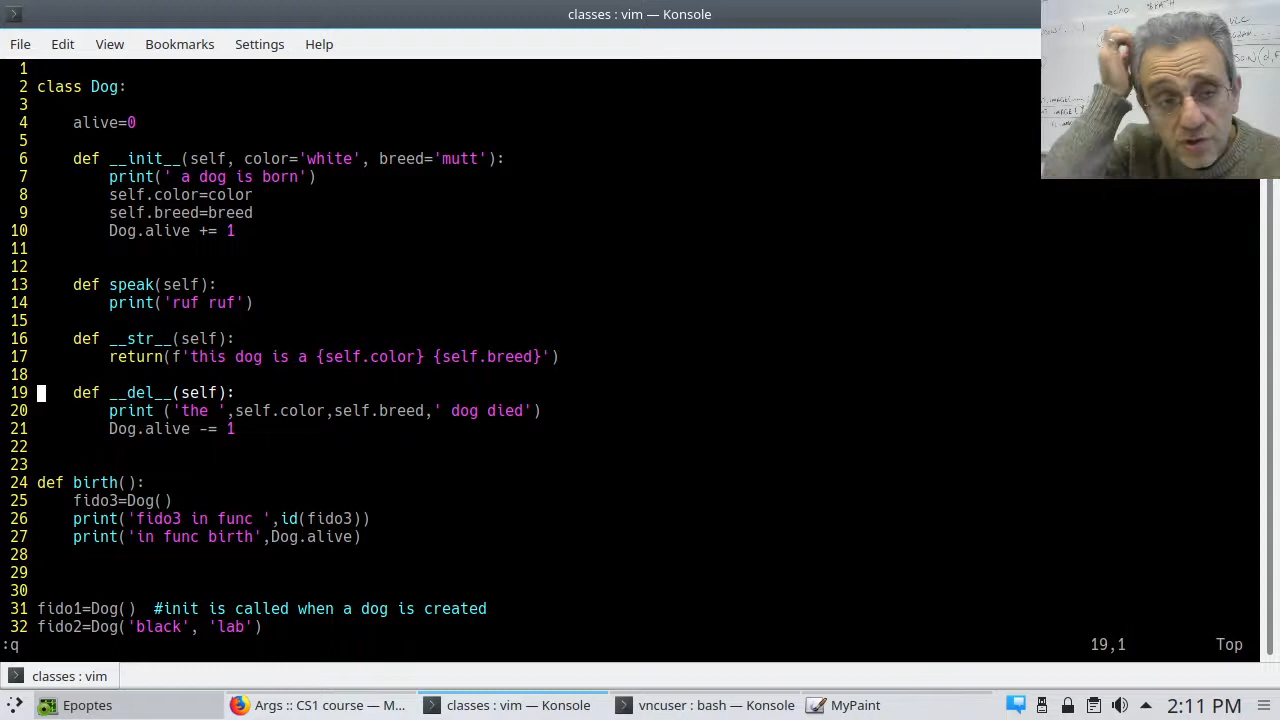 classes : vim — Konsole
File Edit View Bookmarks Settings Help
1
2 class Dog:
3
4     alive=0
5
6     def __init__(self, color='white', breed='mutt'):
7         print(' a dog is born')
8         self.color=color
9         self.breed=breed
10         Dog.alive += 1
11
12
13     def speak(self):
14         print('ruf ruf')
15
16     def __str__(self):
17         return(f'this dog is a {self.color} {self.breed}')
18
19     def __del__(self):
20         print ('the ',self.color,self.breed,' dog died')
21         Dog.alive -= 1
22
23
24 def birth():
25     fido3=Dog()
26     print('fido3 in func ',id(fido3))
27     print('in func birth',Dog.alive)
28
29
30
31 fido1=Dog()  #init is called when a dog is created
32 fido2=Dog('black', 'lab')
:q 19,1 Top
classes : vim
Epoptes Args :: CS1 course — M... classes : vim — Konsole vncuser : bash — Konsole MyPaint 2:11 PM
echo
VLC